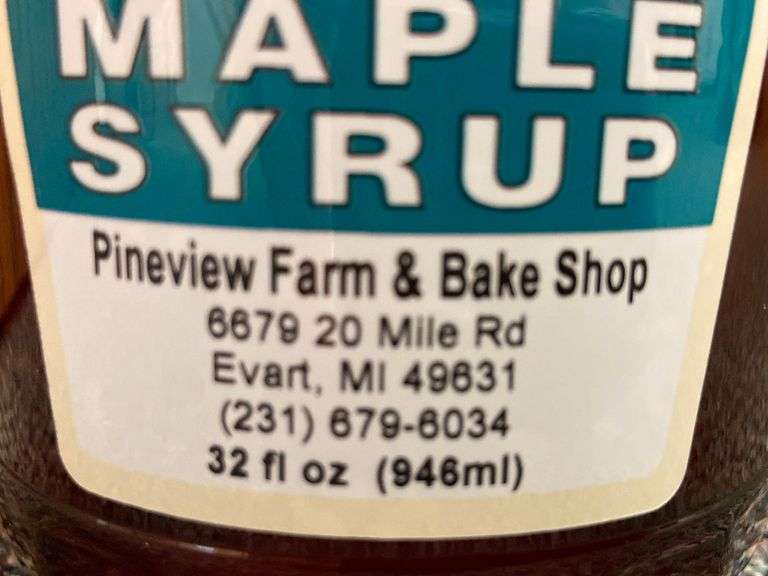 MAPLE
SYRUP
Pineview Farm & Bake Shop
6679 20 Mile Rd
Evart, MI 49631
(231) 679-6034
32 fl oz (946ml)